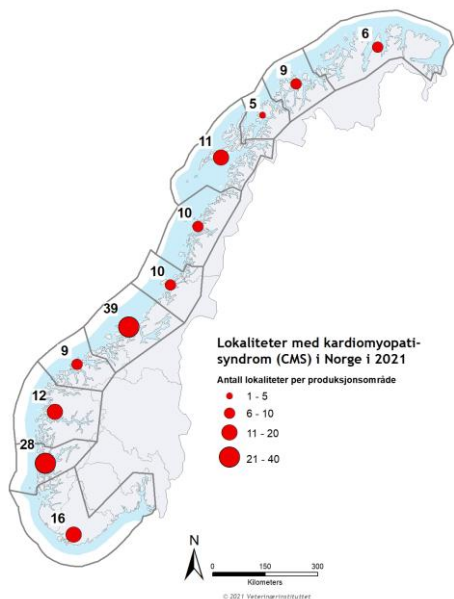 6
9
5
11
10
10
39
9
12
28
16
Lokaliteter med kardiomyopati-
syndrom (CMS) i Norge i 2021
Antall lokaliteter per produksjonsområde
1 - 5
6 - 10
11 - 20
21 - 40
N
0 150 300
Kilometers
© 2021 Veterinærinstituttet